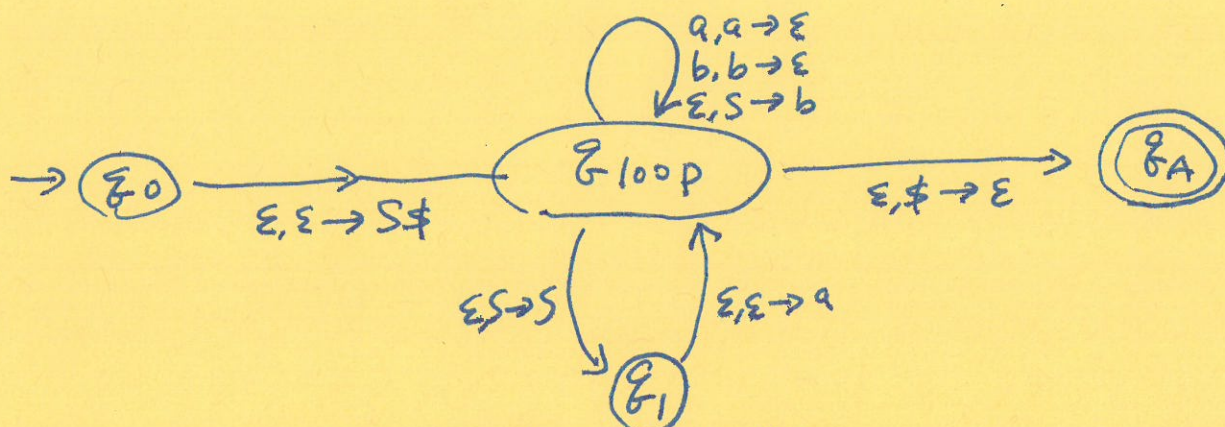 a,a→ε
b,b→ε
ε,S→b
q0
qloop
qA
ε,ε→S$
ε,$→ε
ε,S→S
ε,ε→a
q1